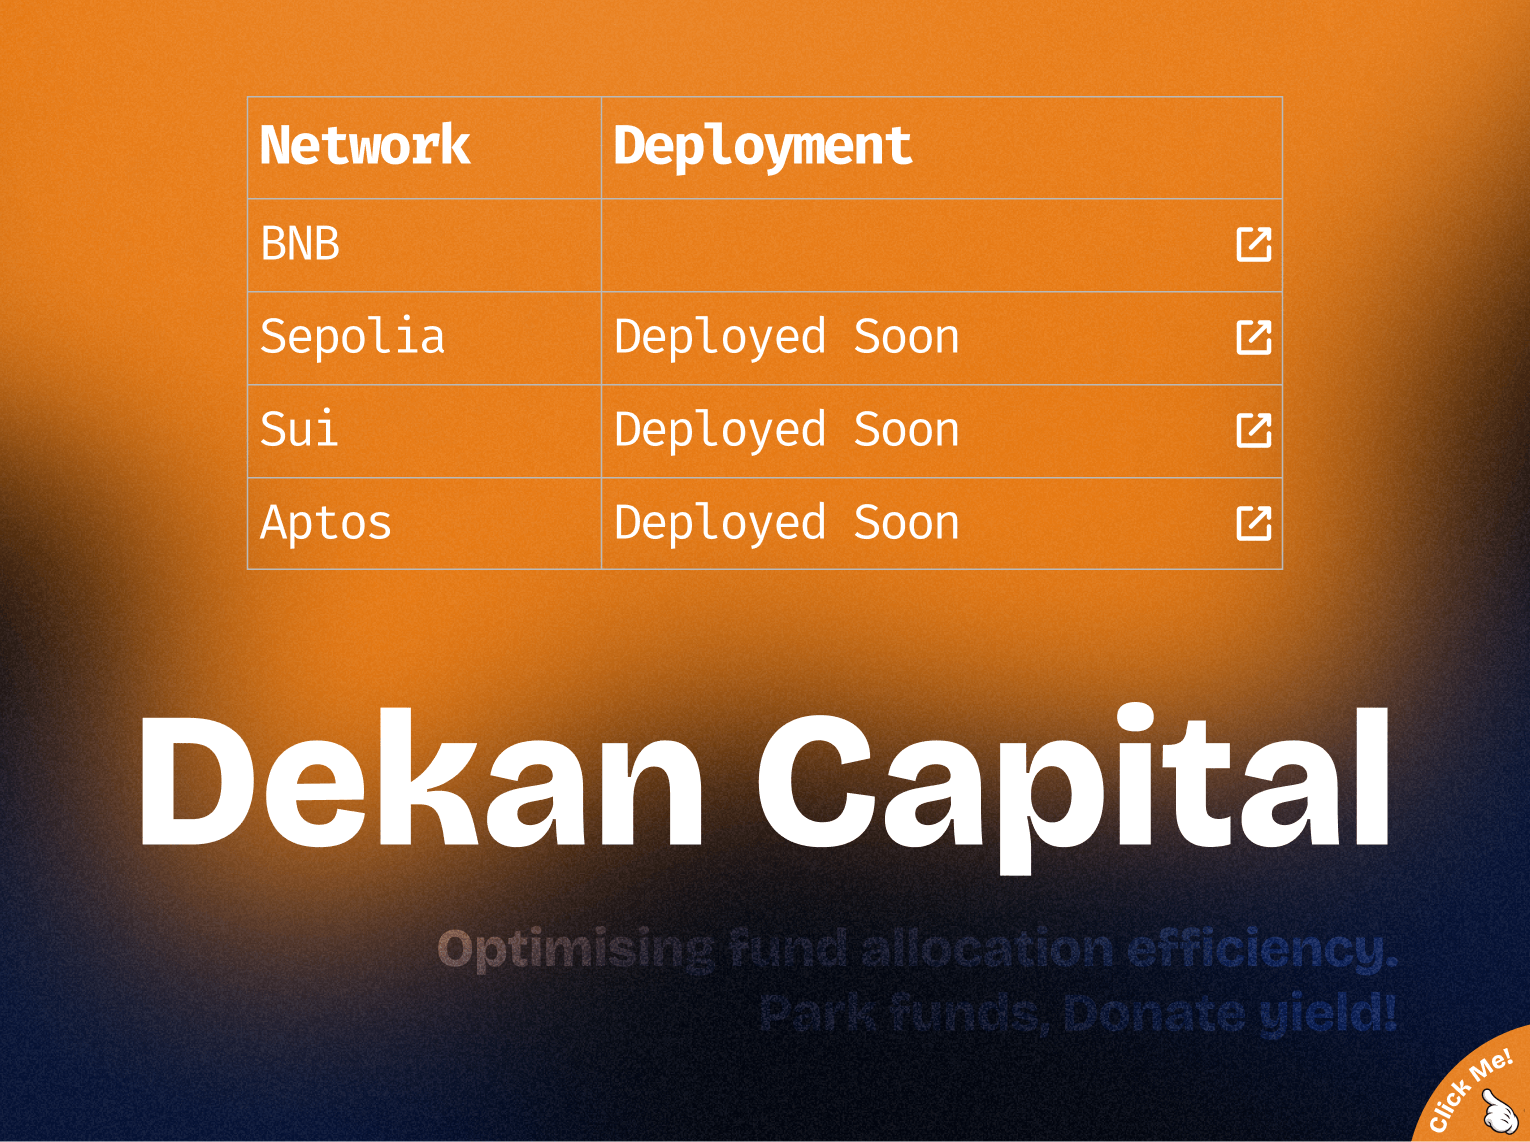 Network Deployment
BNB
Sepolia Deployed Soon
Sui Deployed Soon
Aptos Deployed Soon
Dekan Capital
Optimising fund allocation efficiency.
Park funds, Donate yield!
Click Me!